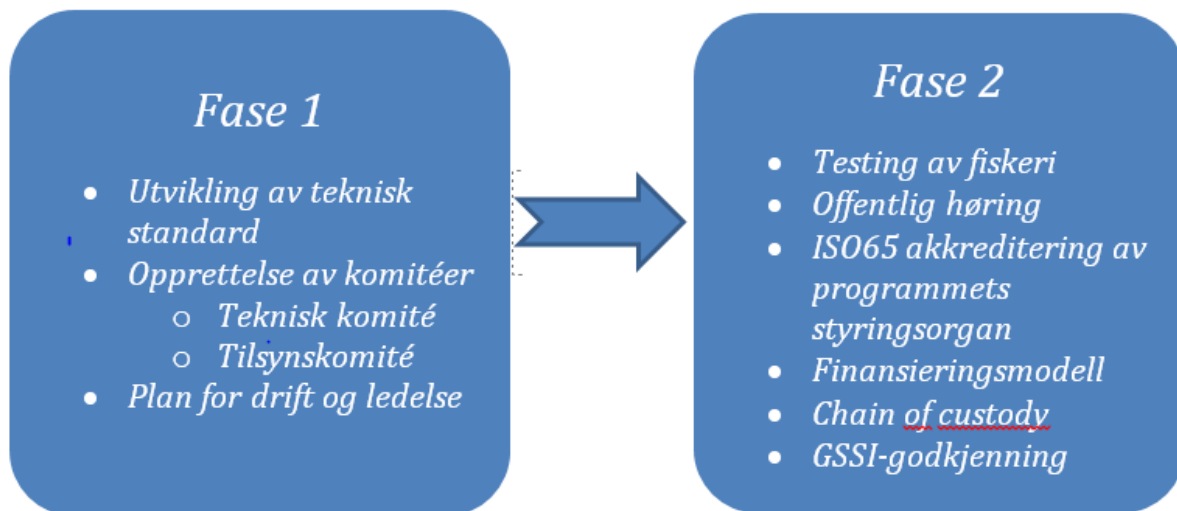 Fase 1
• Utvikling av teknisk
standard
• Opprettelse av komitéer
o Teknisk komité
o Tilsynskomité
• Plan for drift og ledelse
Fase 2
• Testing av fiskeri
• Offentlig høring
• ISO65 akkreditering av
programmets
styringsorgan
• Finansieringsmodell
• Chain of custody
• GSSI-godkjenning